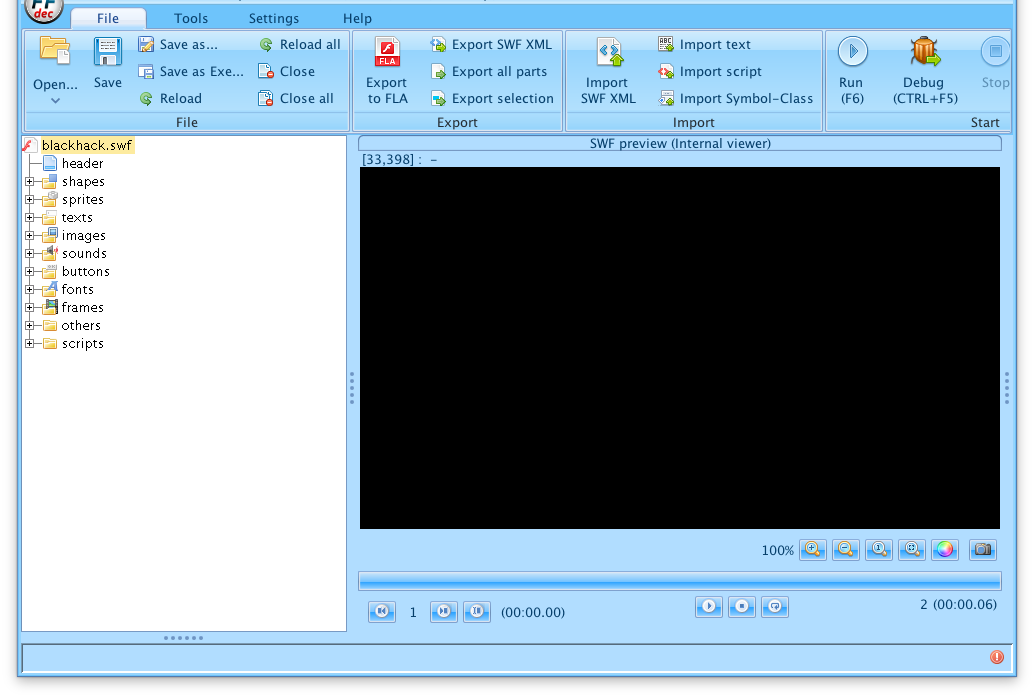 FF
dec
File Tools Settings Help
Open... Save Save as... Save As Exe... Reload Reload all Close Close all
File
Export to FLA Export SWF XML Export all parts Export selection
FLA
Export
Import SWF XML Import text Import script Import Symbol-Class
ABC
Import
Run (F6) Debug (CTRL+F5) Stop
Start
blackhack.swf
header
shapes
sprites
texts
images
sounds
buttons
fonts
frames
others
scripts
SWF preview (Internal viewer)
[33,398] : –
100%
1 (00:00.00) 2 (00:00.06)